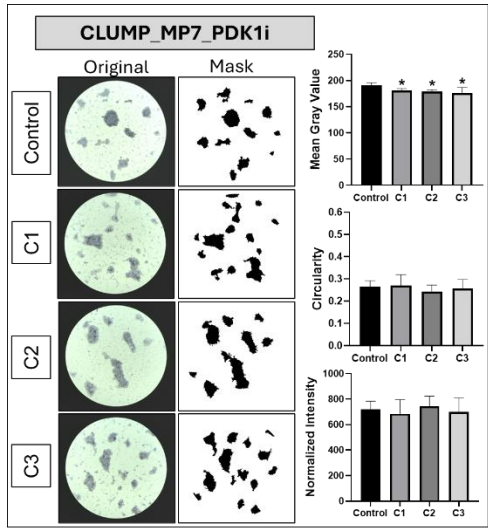 CLUMP_MP7_PDK1i
Original Mask
Control
C1
C2
C3
Mean Gray Value
250
200
150
100
50
0
* * *
Control C1 C2 C3
Circularity
0.6
0.5
0.4
0.3
0.2
0.1
0.0
Control C1 C2 C3
Normalized Intensity
1000
800
600
400
200
0
Control C1 C2 C3